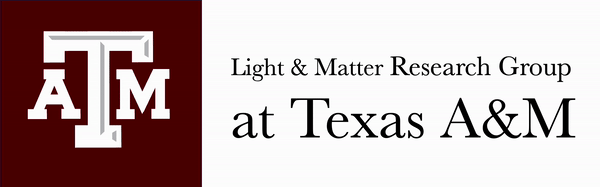 ATM
Light & Matter Research Group
at Texas A&M